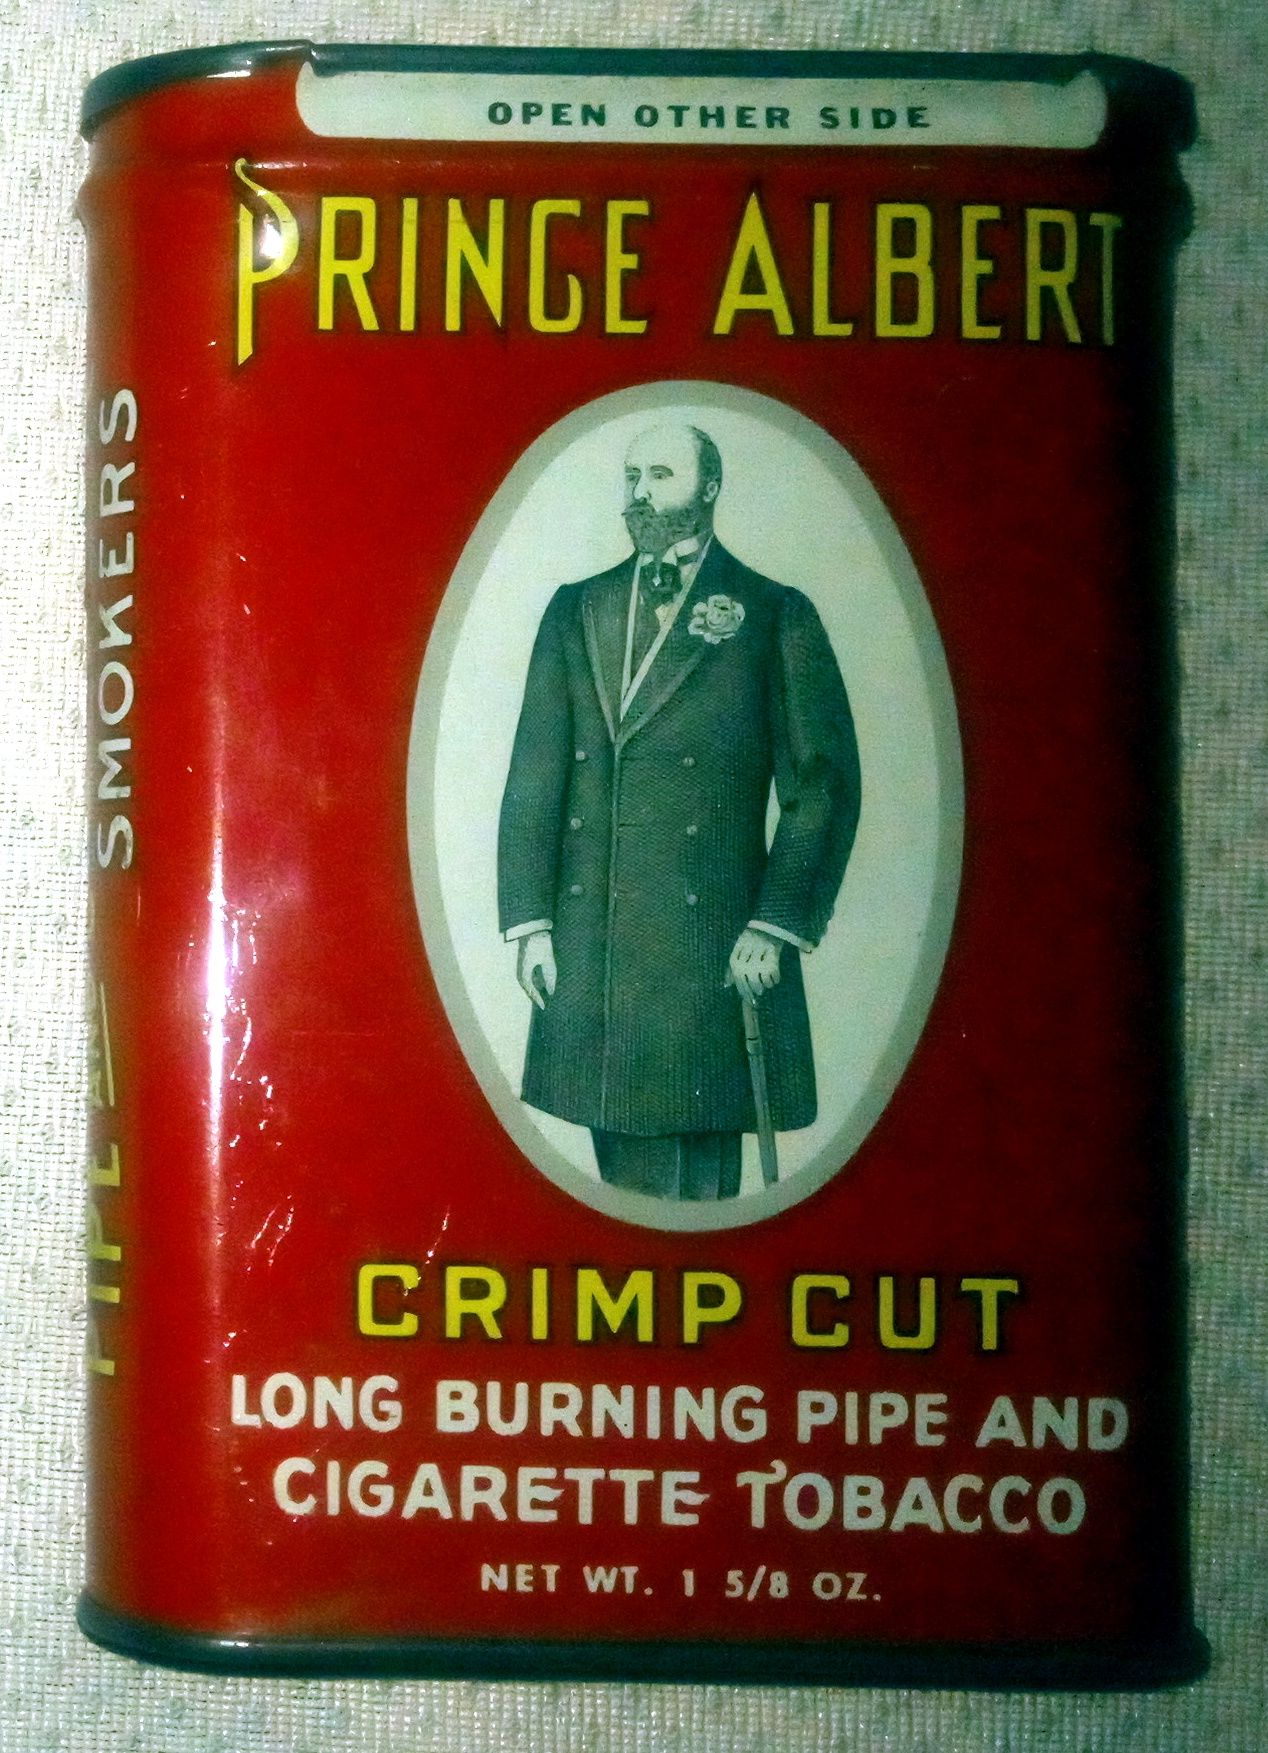 OPEN OTHER SIDE
PRINCE ALBERT
CRIMP CUT
LONG BURNING PIPE AND
CIGARETTE TOBACCO
NET WT. 1 5/8 OZ.
PIPE
SMOKERS